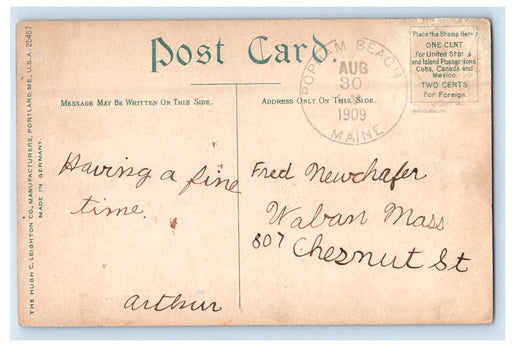 Post Card.
Place the Stamp Here
ONE CENT
For United States
and Island Possessions
Cuba, Canada and
Mexico.
TWO CENTS
For Foreign.
POPHAM BEACH
AUG
30
1909
MAINE
MESSAGE MAY BE WRITTEN ON THIS SIDE.
ADDRESS ONLY ON THIS SIDE.
Having a fine
time.
Arthur
Fred Newchafer
Waban Mass
807 Chesnut St
THE HUGH C. LEIGHTON CO., MANUFACTURERS, PORTLAND, ME., U.S.A. 25457
MADE IN GERMANY.